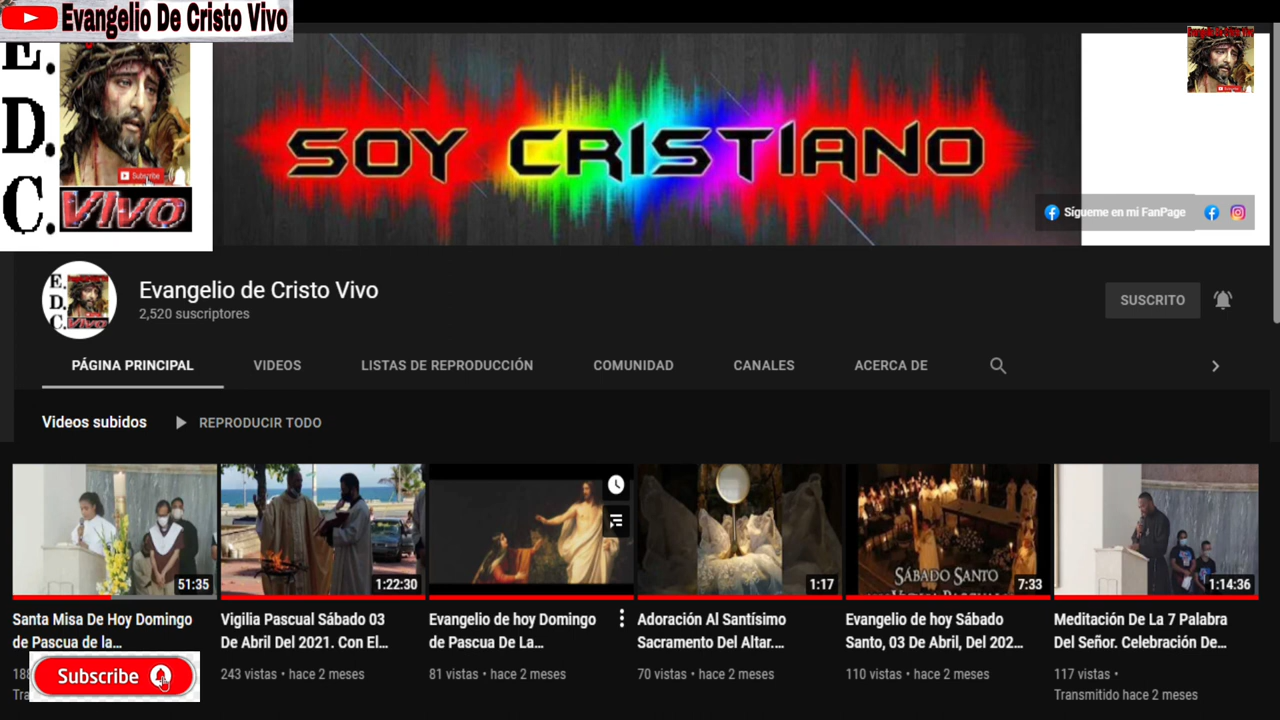 Evangelio De Cristo Vivo
E.
D.
C.
Vivo
Subscribe
SOY CRISTIANO
Sígueme en mi FanPage
E.
D.
C.
Vivo
Evangelio de Cristo Vivo
2,520 suscriptores
SUSCRITO
PÁGINA PRINCIPAL
VIDEOS
LISTAS DE REPRODUCCIÓN
COMUNIDAD
CANALES
ACERCA DE
Videos subidos
REPRODUCIR TODO
51:35
1:22:30
1:17
SÁBADO SANTO
7:33
1:14:36
Santa Misa De Hoy Domingo
de Pascua de la...
Vigilia Pascual Sábado 03
De Abril Del 2021. Con El...
243 vistas • hace 2 meses
Evangelio de hoy Domingo
de Pascua De La...
81 vistas • hace 2 meses
Adoración Al Santísimo
Sacramento Del Altar....
70 vistas • hace 2 meses
Evangelio de hoy Sábado
Santo, 03 De Abril, Del 202...
110 vistas • hace 2 meses
Meditación De La 7 Palabra
Del Señor. Celebración De...
117 vistas •
Transmitido hace 2 meses
Subscribe